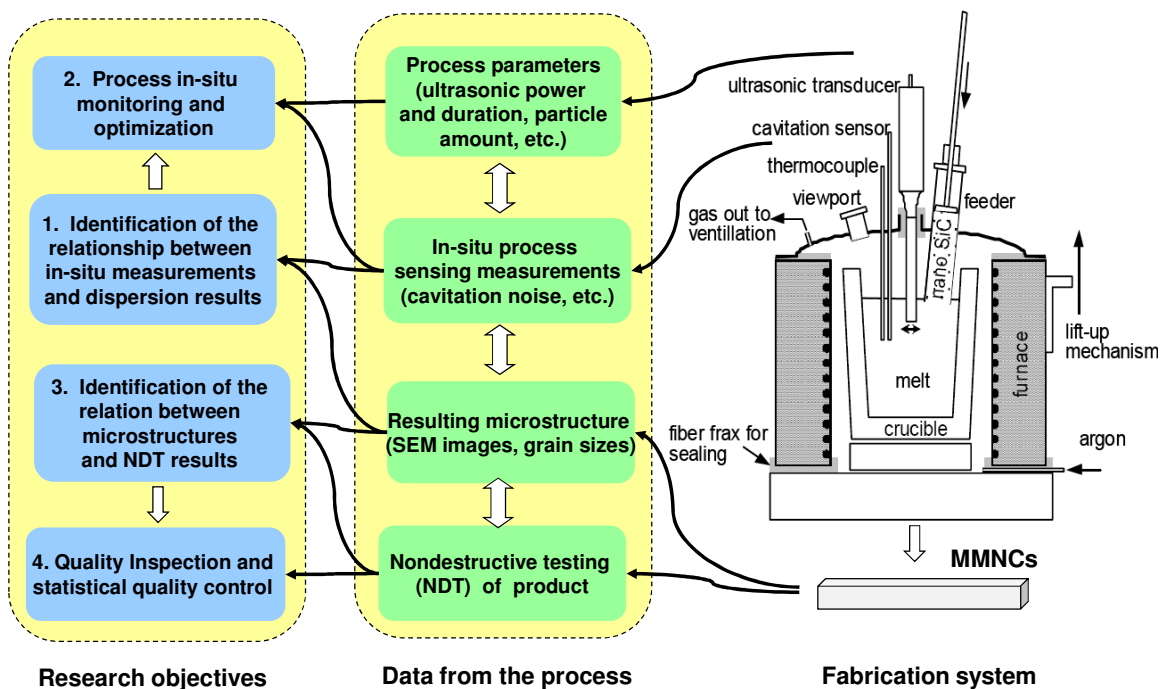 2. Process in-situ
monitoring and
optimization
1. Identification of the
relationship between
in-situ measurements
and dispersion results
3. Identification of the
relation between
microstructures
and NDT results
4. Quality Inspection and
statistical quality control
Research objectives
Process parameters
(ultrasonic power
and duration, particle
amount, etc.)
In-situ process
sensing measurements
(cavitation noise, etc.)
Resulting microstructure
(SEM images, grain sizes)
Nondestructive testing
(NDT) of product
Data from the process
ultrasonic transducer
cavitation sensor
thermocouple
viewport
feeder
gas out to
ventillation
nano SiC
lift-up
mechanism
furnace
melt
crucible
fiber frax for
sealing
argon
MMNCs
Fabrication system